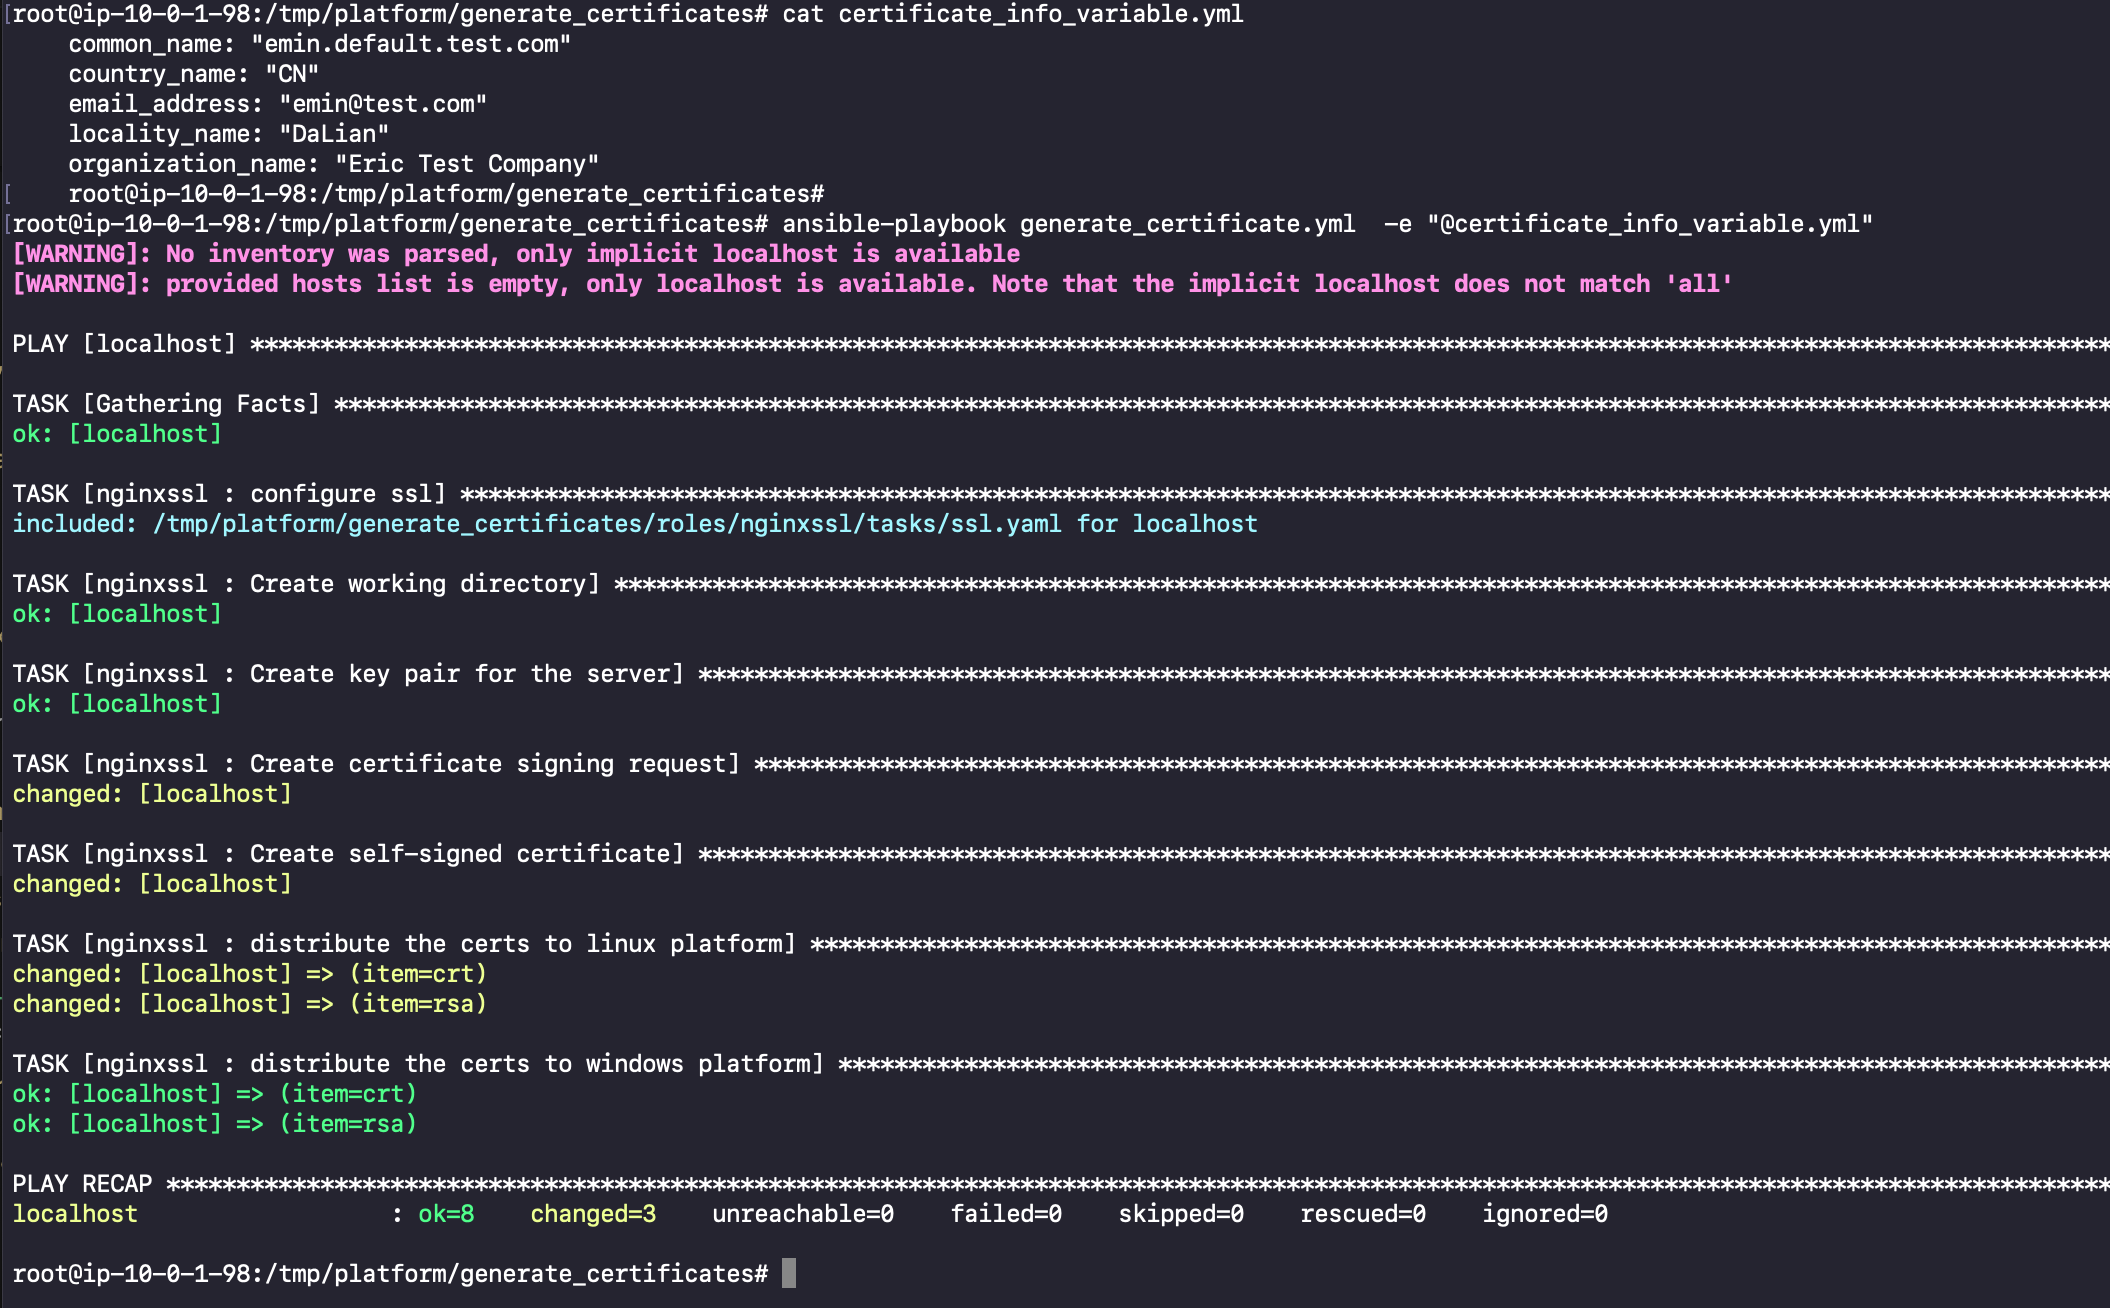 [root@ip-10-0-1-98:/tmp/platform/generate_certificates# cat certificate_info_variable.yml
    common_name: "emin.default.test.com"
    country_name: "CN"
    email_address: "emin@test.com"
    locality_name: "DaLian"
    organization_name: "Eric Test Company"
[    root@ip-10-0-1-98:/tmp/platform/generate_certificates#
[root@ip-10-0-1-98:/tmp/platform/generate_certificates# ansible-playbook generate_certificate.yml  -e "@certificate_info_variable.yml"
[WARNING]: No inventory was parsed, only implicit localhost is available
[WARNING]: provided hosts list is empty, only localhost is available. Note that the implicit localhost does not match 'all'

PLAY [localhost] ************************************************************************************************************************************

TASK [Gathering Facts] ******************************************************************************************************************************
ok: [localhost]

TASK [nginxssl : configure ssl] *********************************************************************************************************************
included: /tmp/platform/generate_certificates/roles/nginxssl/tasks/ssl.yaml for localhost

TASK [nginxssl : Create working directory] **********************************************************************************************************
ok: [localhost]

TASK [nginxssl : Create key pair for the server] ****************************************************************************************************
ok: [localhost]

TASK [nginxssl : Create certificate signing request] ************************************************************************************************
changed: [localhost]

TASK [nginxssl : Create self-signed certificate] ****************************************************************************************************
changed: [localhost]

TASK [nginxssl : distribute the certs to linux platform] ********************************************************************************************
changed: [localhost] => (item=crt)
changed: [localhost] => (item=rsa)

TASK [nginxssl : distribute the certs to windows platform] ******************************************************************************************
ok: [localhost] => (item=crt)
ok: [localhost] => (item=rsa)

PLAY RECAP ******************************************************************************************************************************************
localhost                  : ok=8    changed=3    unreachable=0    failed=0    skipped=0    rescued=0    ignored=0

root@ip-10-0-1-98:/tmp/platform/generate_certificates#